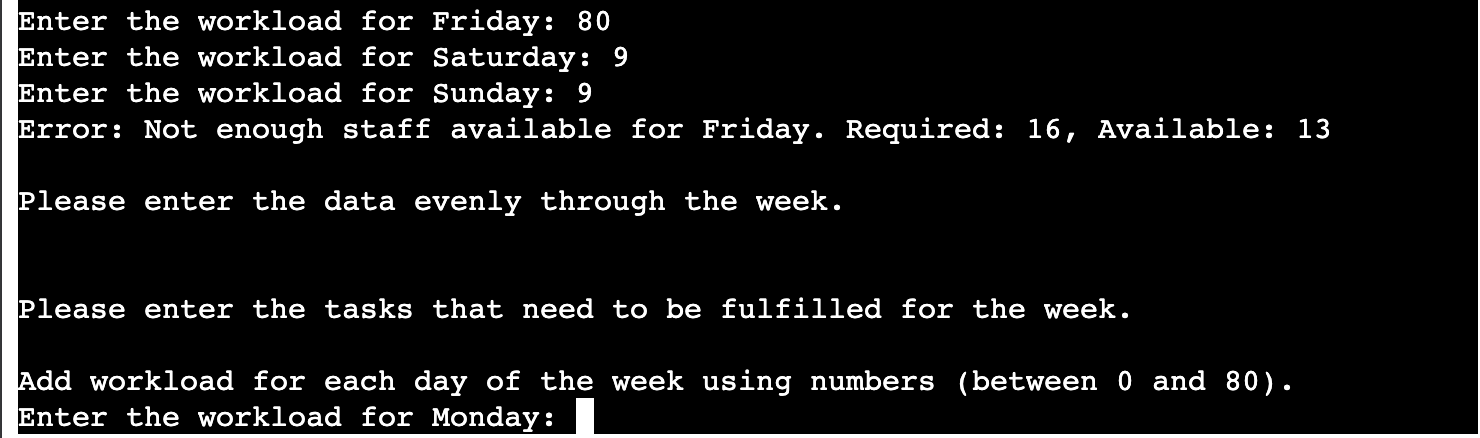 Enter the workload for Friday: 80
Enter the workload for Saturday: 9
Enter the workload for Sunday: 9
Error: Not enough staff available for Friday. Required: 16, Available: 13
Please enter the data evenly through the week.
Please enter the tasks that need to be fulfilled for the week.
Add workload for each day of the week using numbers (between 0 and 80).
Enter the workload for Monday: